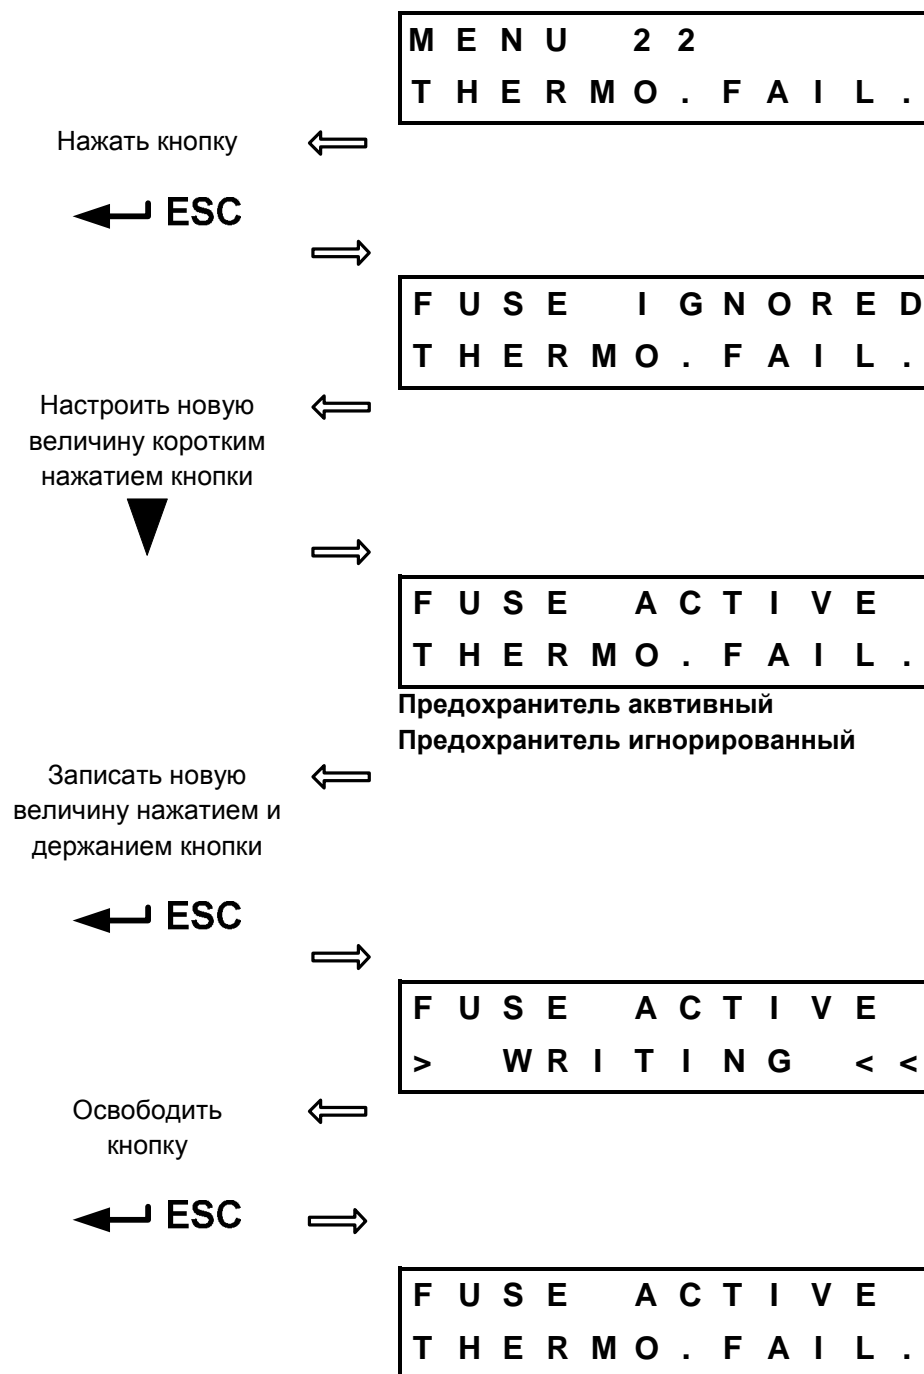 MENU 22
THERMO.FAIL.
Нажать кнопку
ESC
FUSE IGNORED
THERMO.FAIL.
Настроить новую
величину коротким
нажатием кнопки
FUSE ACTIVE
THERMO.FAIL.
Предохранитель аквтивный
Предохранитель игнорированный
Записать новую
величину нажатием и
держанием кнопки
ESC
FUSE ACTIVE
> WRITING <<
Освободить
кнопку
ESC
FUSE ACTIVE
THERMO.FAIL.